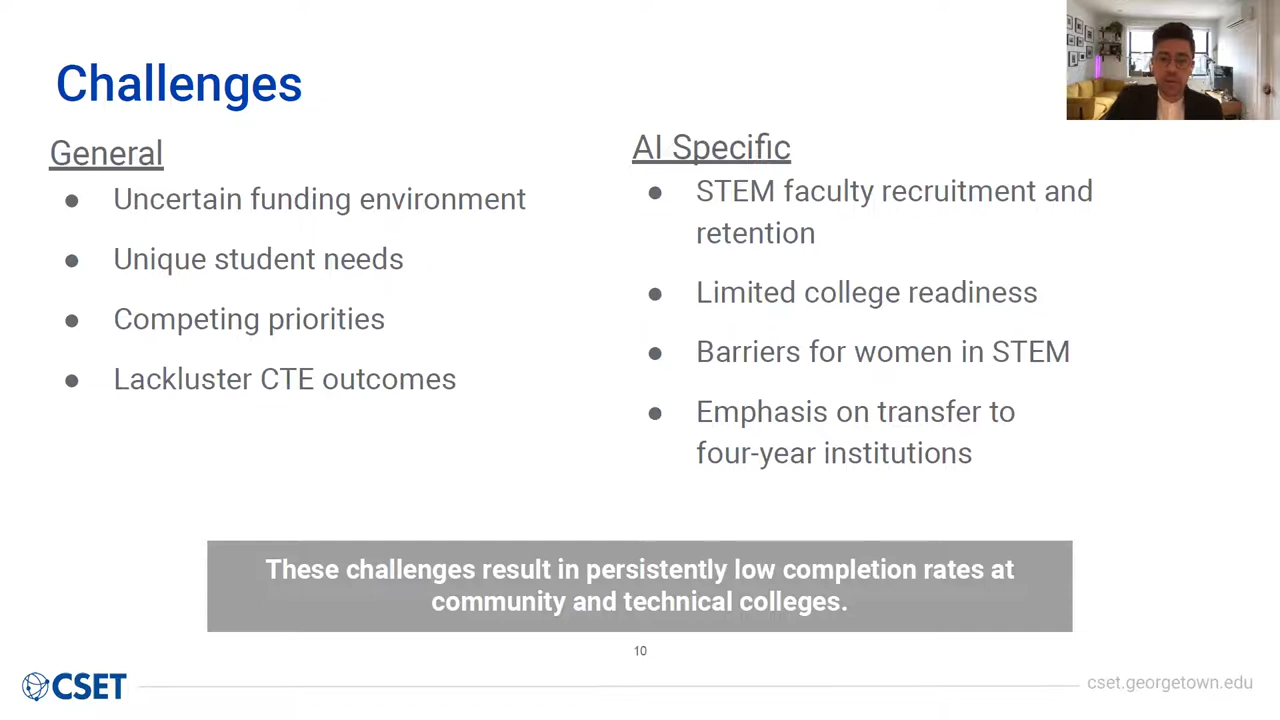 Challenges
General
● Uncertain funding environment
● Unique student needs
● Competing priorities
● Lackluster CTE outcomes
AI Specific
● STEM faculty recruitment and
retention
● Limited college readiness
● Barriers for women in STEM
● Emphasis on transfer to
four-year institutions
These challenges result in persistently low completion rates at
community and technical colleges.
10
CSET
cset.georgetown.edu